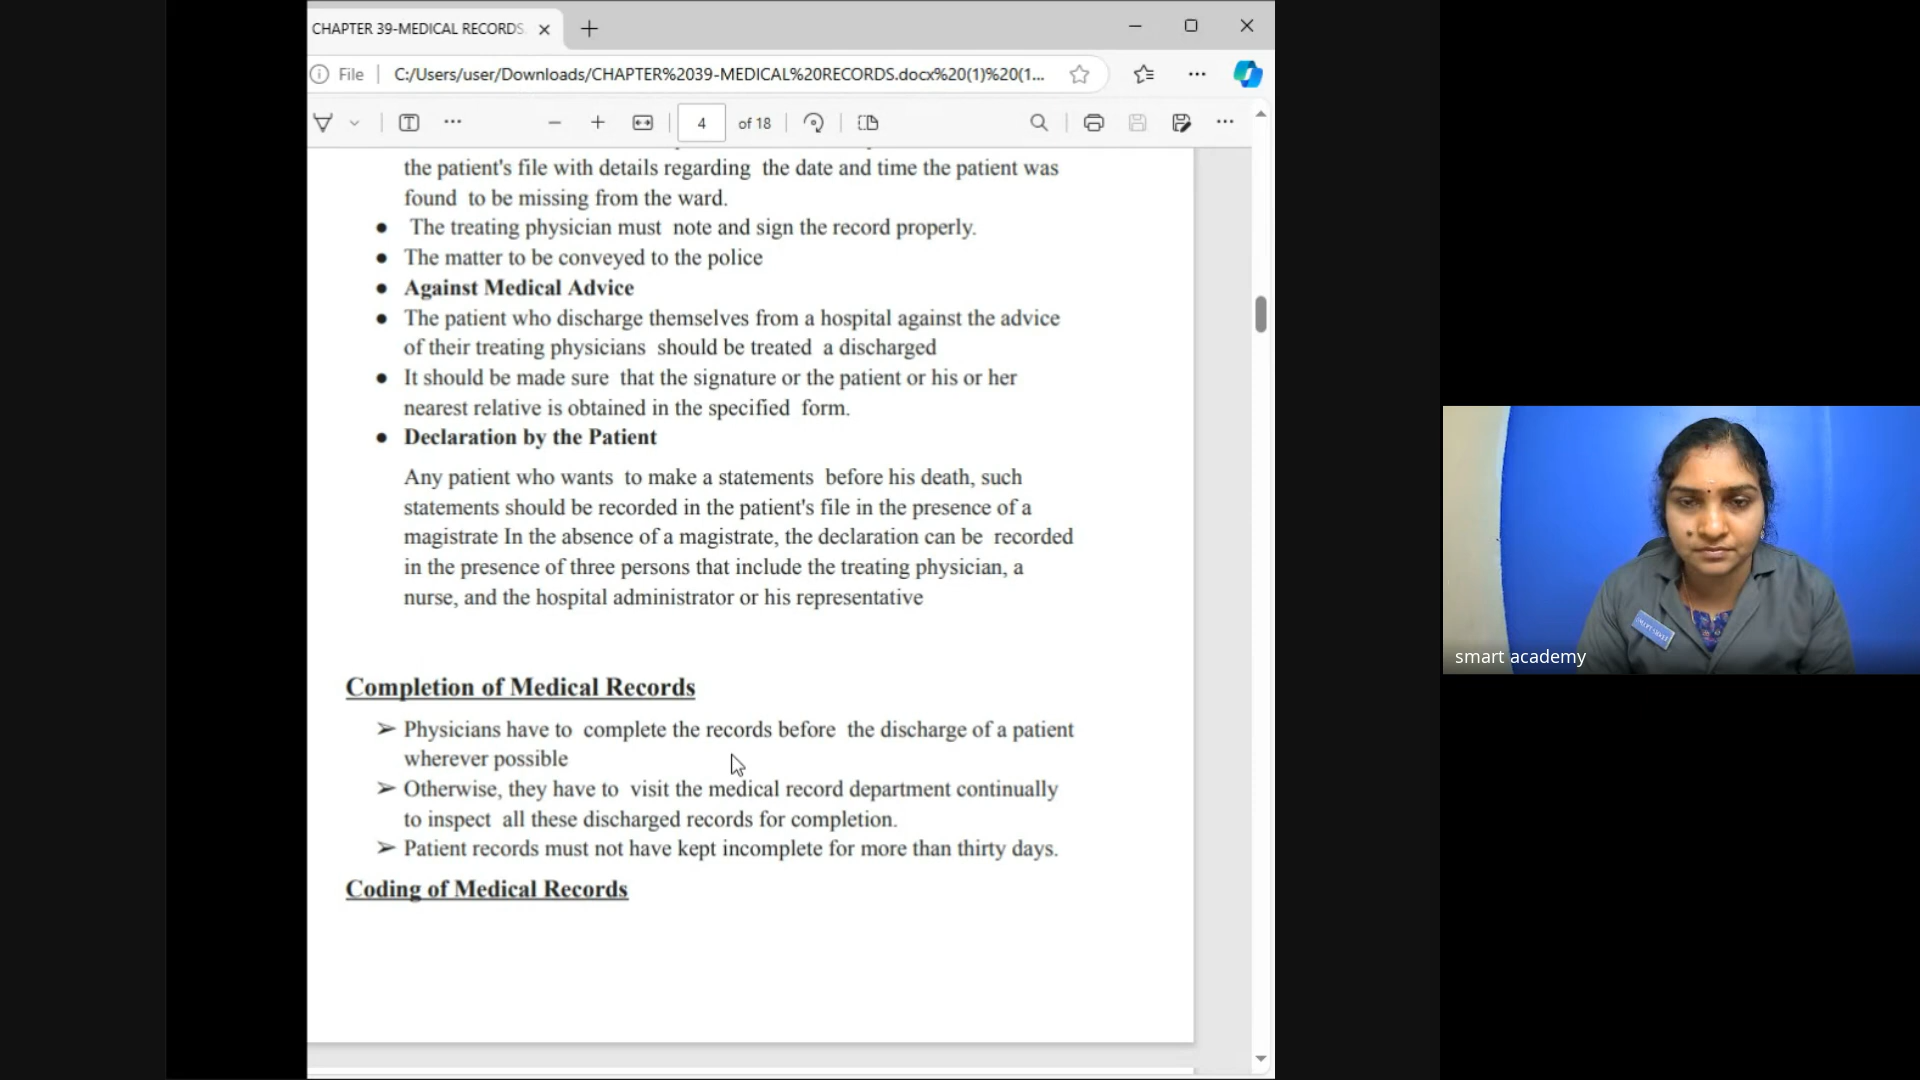 CHAPTER 39-MEDICAL RECORDS
File
C:/Users/user/Downloads/CHAPTER%2039-MEDICAL%20RECORDS.docx%20(1)%20(1...
4 of 18
the patient's file with details regarding the date and time the patient was
found to be missing from the ward.
● The treating physician must note and sign the record properly.
● The matter to be conveyed to the police
● Against Medical Advice
● The patient who discharge themselves from a hospital against the advice
of their treating physicians should be treated a discharged
● It should be made sure that the signature or the patient or his or her
nearest relative is obtained in the specified form.
● Declaration by the Patient
Any patient who wants to make a statements before his death, such
statements should be recorded in the patient's file in the presence of a
magistrate In the absence of a magistrate, the declaration can be recorded
in the presence of three persons that include the treating physician, a
nurse, and the hospital administrator or his representative
Completion of Medical Records
➢ Physicians have to complete the records before the discharge of a patient
wherever possible
➢ Otherwise, they have to visit the medical record department continually
to inspect all these discharged records for completion.
➢ Patient records must not have kept incomplete for more than thirty days.
Coding of Medical Records
smart academy